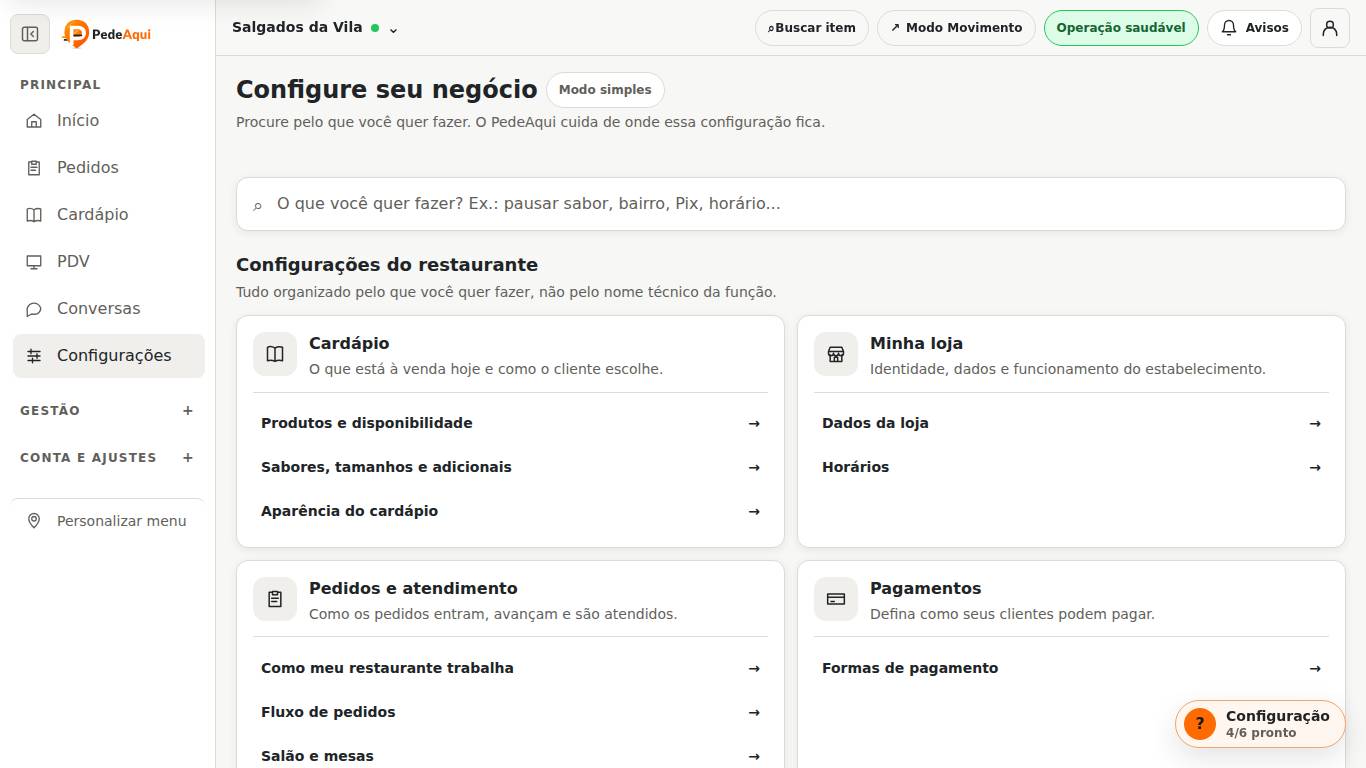 PedeAqui
PRINCIPAL
Início
Pedidos
Cardápio
PDV
Conversas
Configurações
GESTÃO +
CONTA E AJUSTES +
Personalizar menu
Salgados da Vila
Buscar item
↗ Modo Movimento
Operação saudável
Avisos
Configure seu negócio
Modo simples
Procure pelo que você quer fazer. O PedeAqui cuida de onde essa configuração fica.
O que você quer fazer? Ex.: pausar sabor, bairro, Pix, horário...
Configurações do restaurante
Tudo organizado pelo que você quer fazer, não pelo nome técnico da função.
Cardápio
O que está à venda hoje e como o cliente escolhe.
Produtos e disponibilidade →
Sabores, tamanhos e adicionais →
Aparência do cardápio →
Minha loja
Identidade, dados e funcionamento do estabelecimento.
Dados da loja →
Horários →
Pedidos e atendimento
Como os pedidos entram, avançam e são atendidos.
Como meu restaurante trabalha →
Fluxo de pedidos →
Salão e mesas →
Pagamentos
Defina como seus clientes podem pagar.
Formas de pagamento →
?
Configuração
4/6 pronto